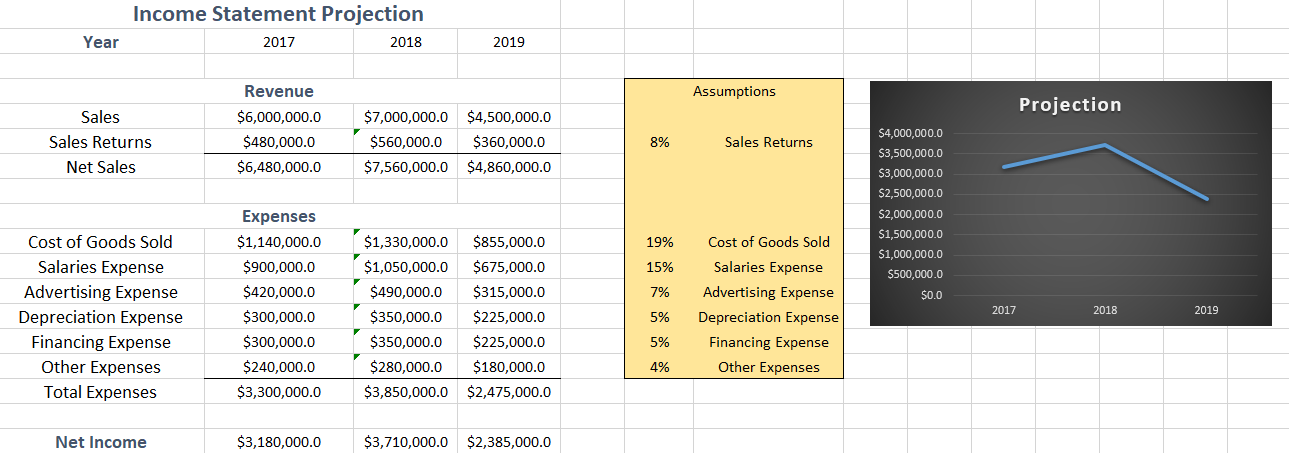 Income Statement Projection
Year 2017 2018 2019
Revenue
Sales $6,000,000.0 $7,000,000.0 $4,500,000.0
Sales Returns $480,000.0 $560,000.0 $360,000.0
Net Sales $6,480,000.0 $7,560,000.0 $4,860,000.0
Expenses
Cost of Goods Sold $1,140,000.0 $1,330,000.0 $855,000.0
Salaries Expense $900,000.0 $1,050,000.0 $675,000.0
Advertising Expense $420,000.0 $490,000.0 $315,000.0
Depreciation Expense $300,000.0 $350,000.0 $225,000.0
Financing Expense $300,000.0 $350,000.0 $225,000.0
Other Expenses $240,000.0 $280,000.0 $180,000.0
Total Expenses $3,300,000.0 $3,850,000.0 $2,475,000.0
Net Income $3,180,000.0 $3,710,000.0 $2,385,000.0
Assumptions
8% Sales Returns
19% Cost of Goods Sold
15% Salaries Expense
7% Advertising Expense
5% Depreciation Expense
5% Financing Expense
4% Other Expenses
Projection
$4,000,000.0
$3,500,000.0
$3,000,000.0
$2,500,000.0
$2,000,000.0
$1,500,000.0
$1,000,000.0
$500,000.0
$0.0
2017 2018 2019